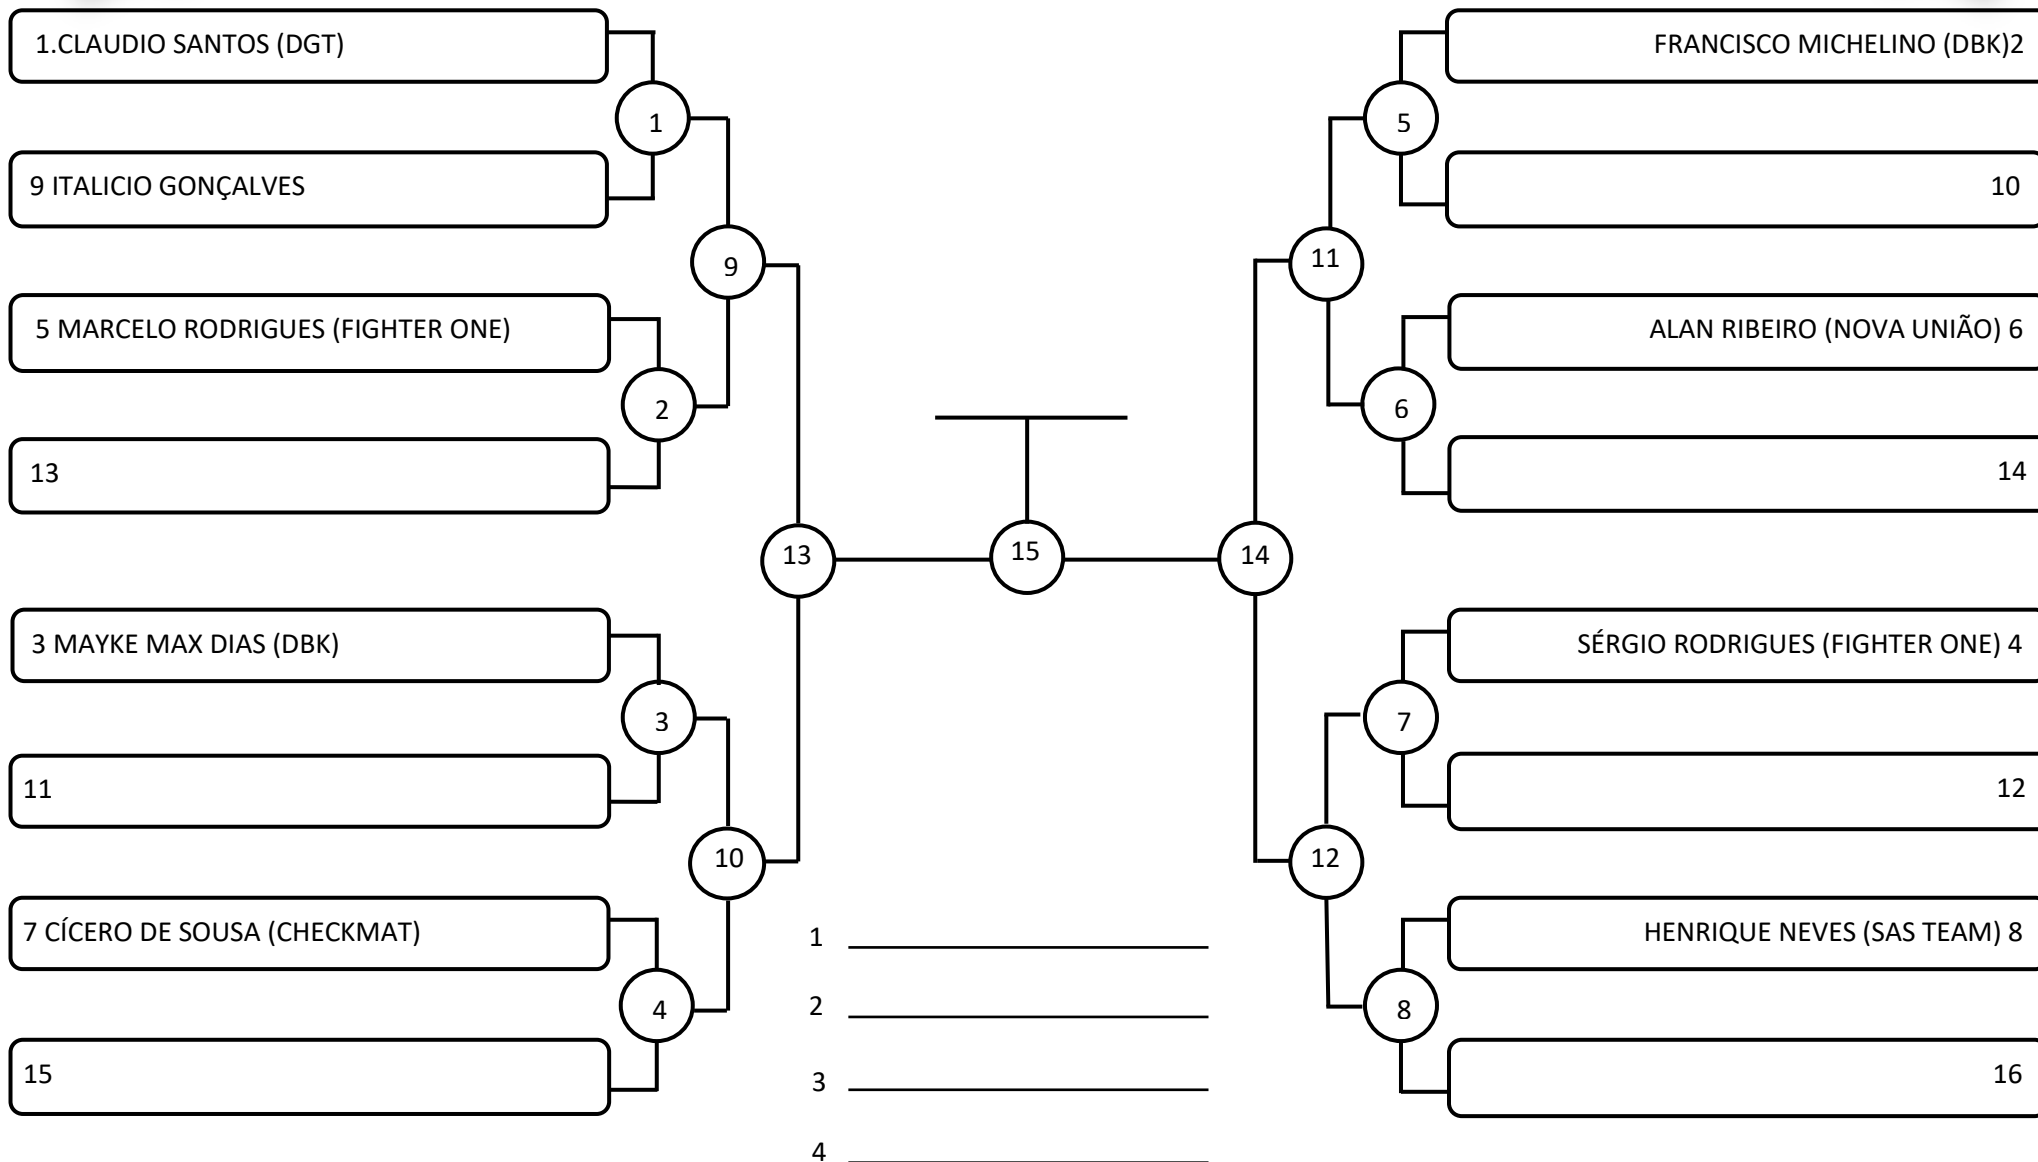 1.CLAUDIO SANTOS (DGT)
9 ITALICIO GONÇALVES
5 MARCELO RODRIGUES (FIGHTER ONE)
13
3 MAYKE MAX DIAS (DBK)
11
7 CÍCERO DE SOUSA (CHECKMAT)
15
1
2
3
4
9
10
13
15
14
11
12
5
6
7
8
FRANCISCO MICHELINO (DBK)2
10
ALAN RIBEIRO (NOVA UNIÃO) 6
14
SÉRGIO RODRIGUES (FIGHTER ONE) 4
12
HENRIQUE NEVES (SAS TEAM) 8
16
1
2
3
4